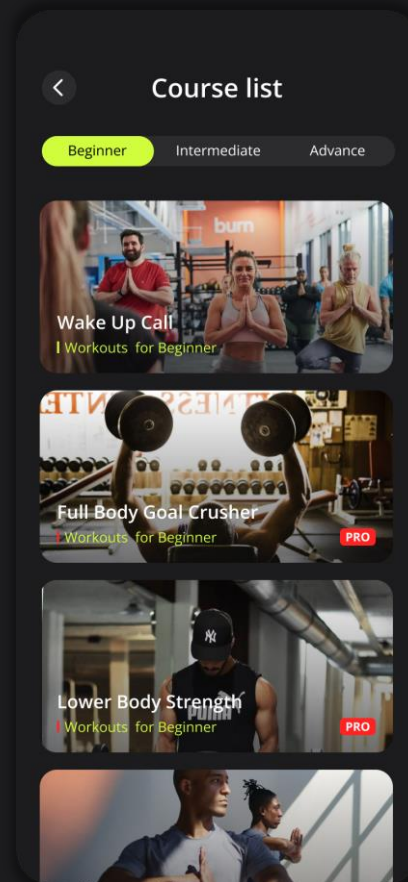 Course list
Beginner Intermediate Advance
burn
Wake Up Call
Workouts for Beginner
Full Body Goal Crusher
Workouts for Beginner
PRO
NY
PUMA
Lower Body Strength
Workouts for Beginner
PRO